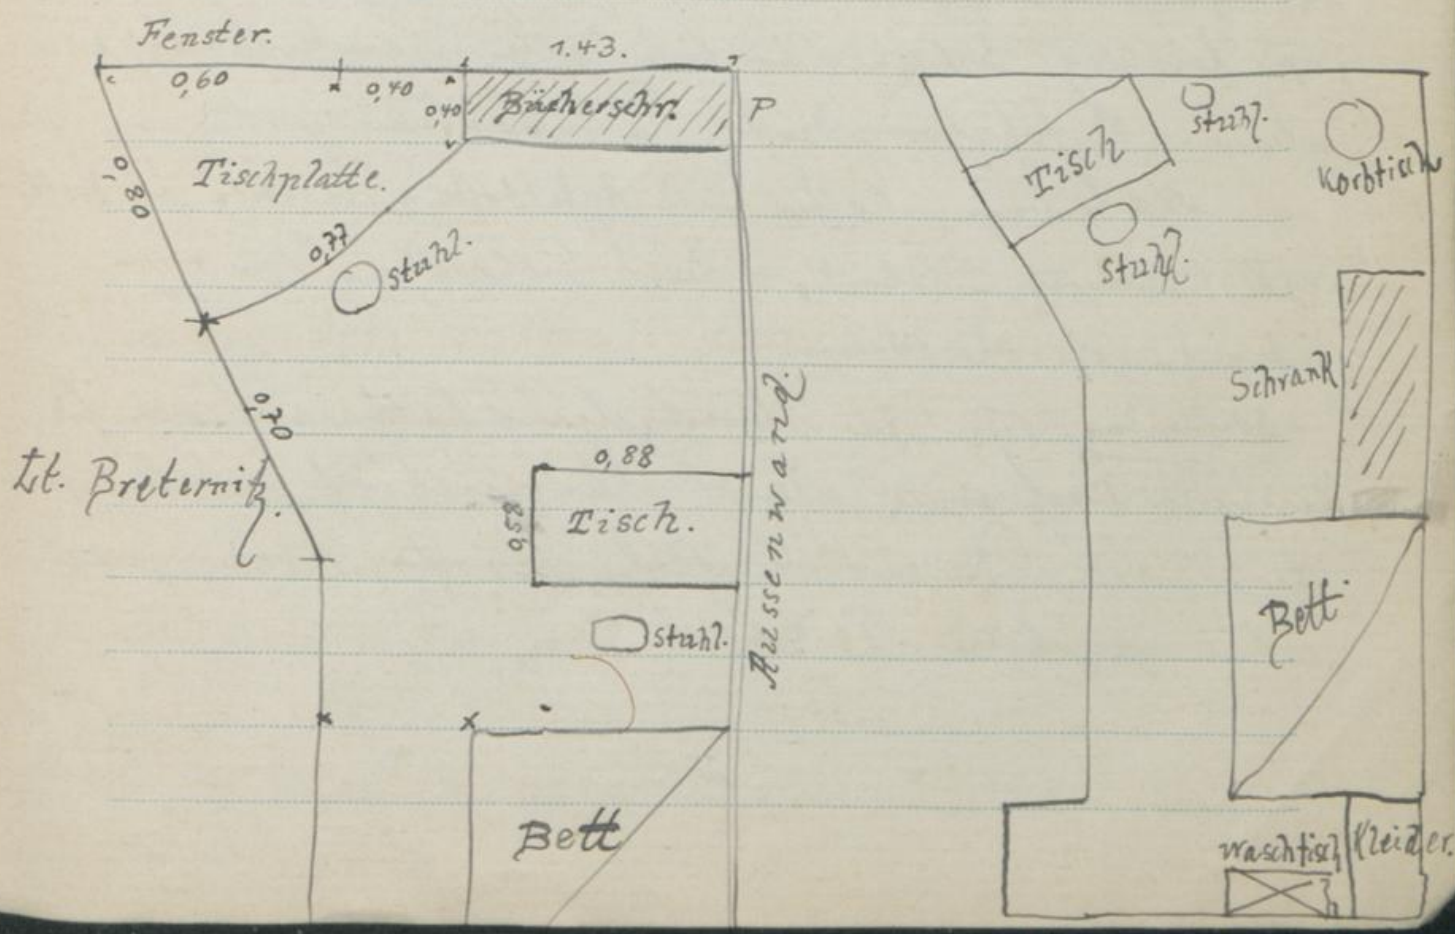 Fenster.
0,60
0,40
1.43.
0,40
Bücherschr.
P
0,80
Tischplatte.
0,77
Stuhl.
0,70
Lt. Breternitz.
0,88
0,58
Tisch.
Aussenwand.
Stuhl.
Bett
Tisch
Stuhl.
Korbtisch
Stuhl.
Schrank
Bett
Waschtisch
Kleider.